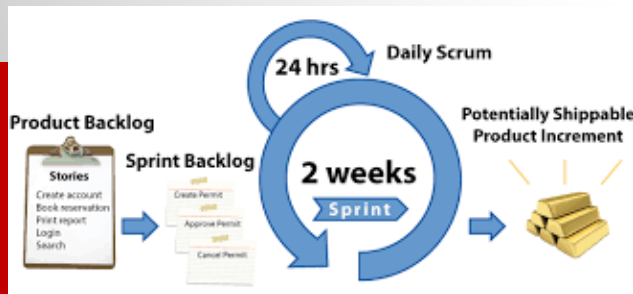 Product Backlog
Stories
Create account
Book reservation
Print report
Login
Search
Sprint Backlog
Create Permit
Approve Permit
Cancel Permit
24 hrs
Daily Scrum
2 weeks
Sprint
Potentially Shippable
Product Increment